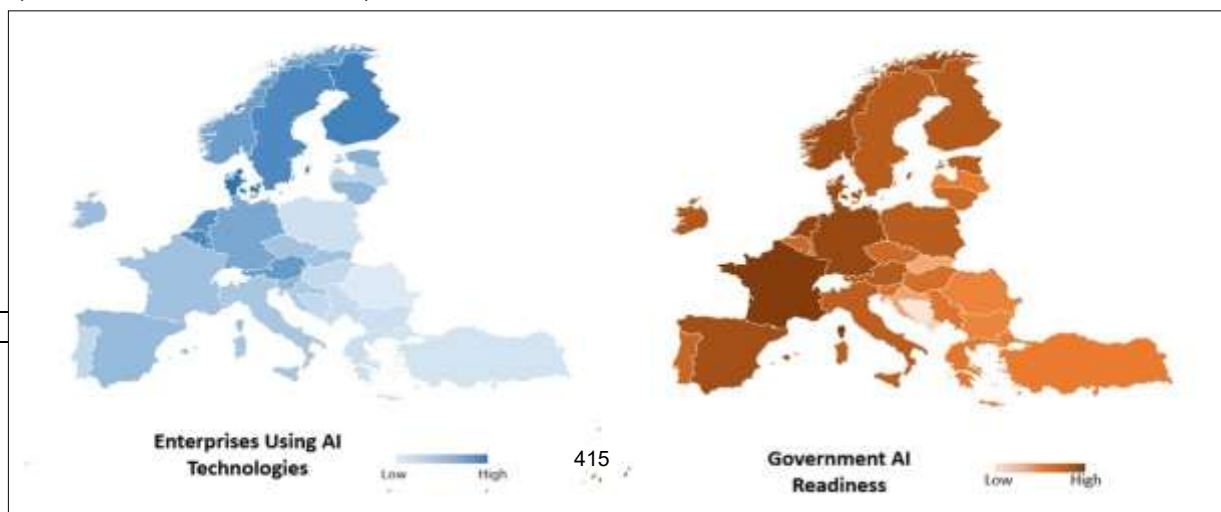 Enterprises Using AI
Technologies
Low High
415
Government AI
Readiness
Low High